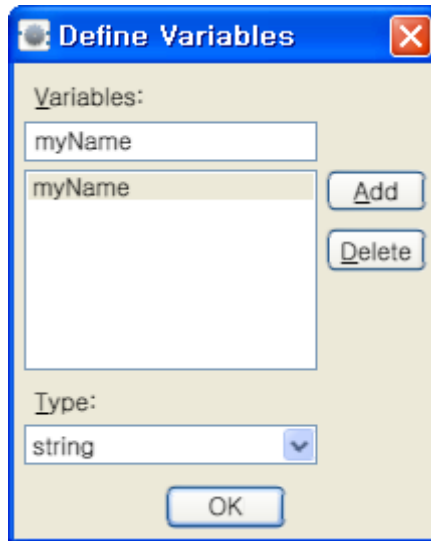 Define Variables
Variables:
myName
myName
Add
Delete
Type:
string
OK